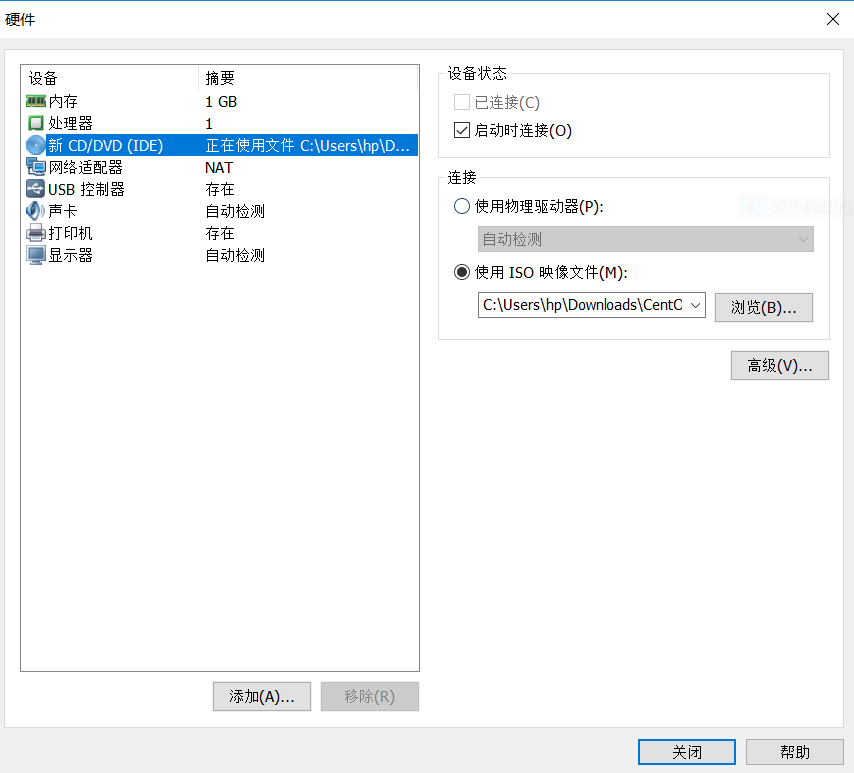 硬件
设备 摘要
内存 1 GB
处理器 1
新 CD/DVD (IDE) 正在使用文件 C:\Users\hp\D...
网络适配器 NAT
USB 控制器 存在
声卡 自动检测
打印机 存在
显示器 自动检测
添加(A)... 移除(R)
设备状态
已连接(C)
启动时连接(O)
连接
使用物理驱动器(P):
自动检测
使用 ISO 映像文件(M):
C:\Users\hp\Downloads\CentO 浏览(B)...
高级(V)...
关闭 帮助